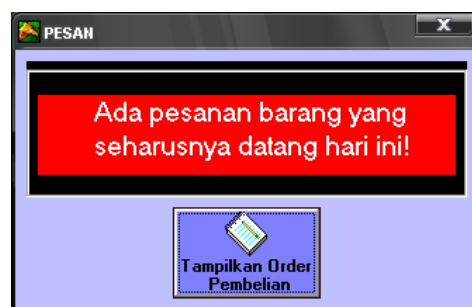 PESAN
X
Ada pesanan barang yang
seharusnya datang hari ini!
Tampilkan Order
Pembelian